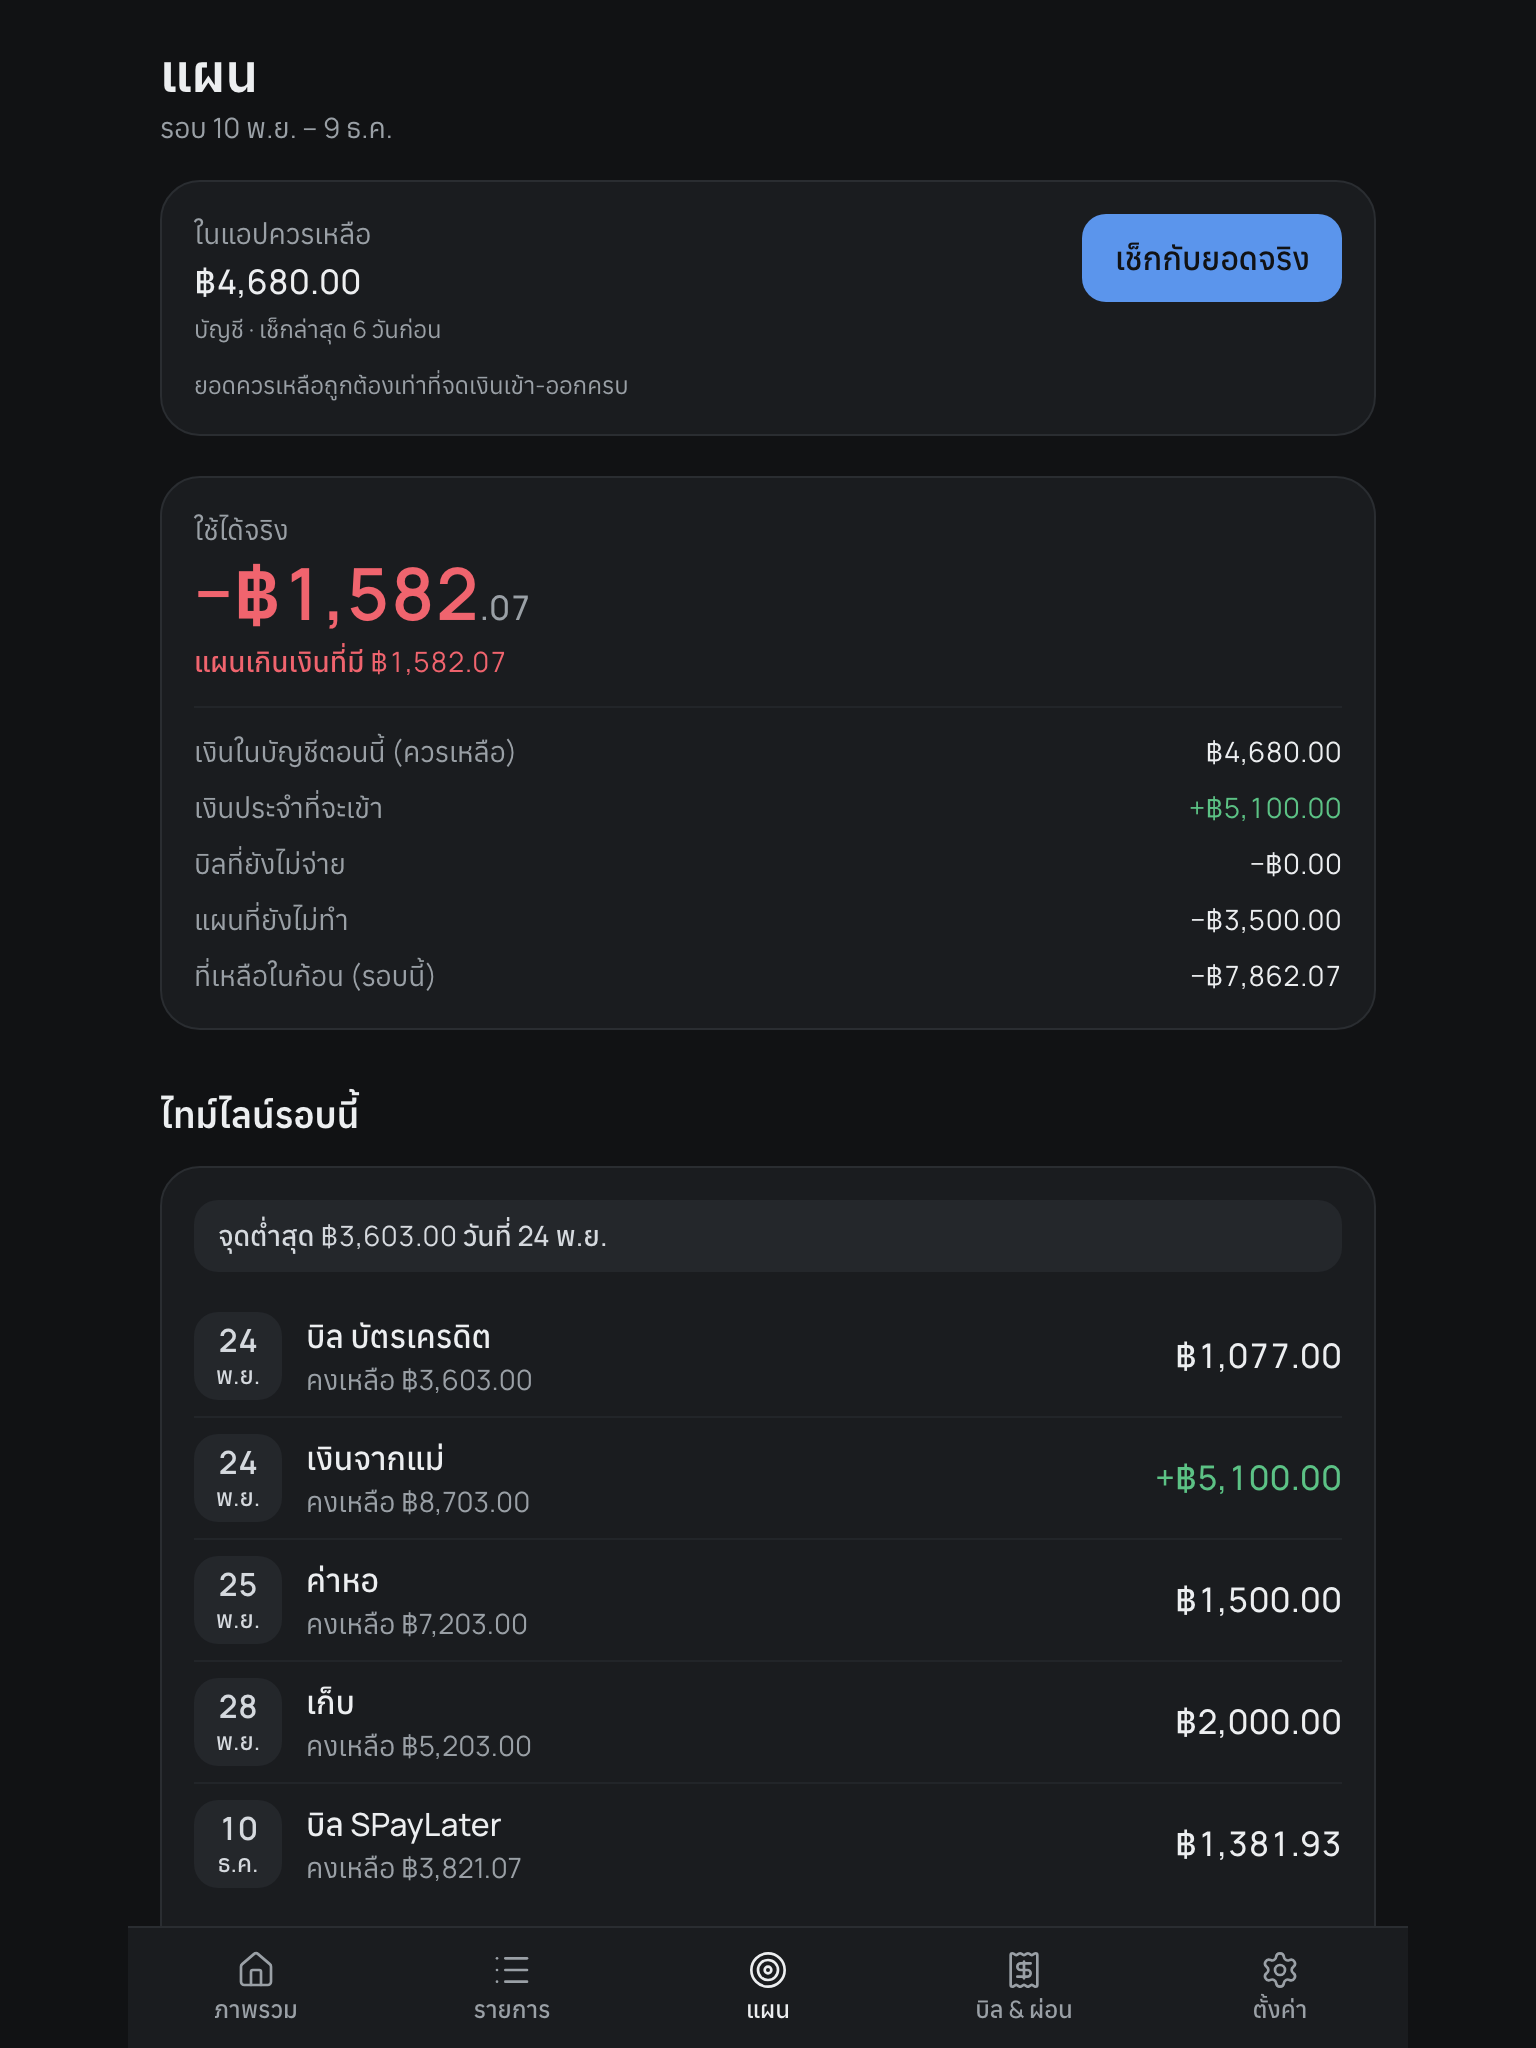 แผน
รอบ 10 พ.ย. – 9 ธ.ค.
ในแอปควรเหลือ
฿4,680.00
บัญชี · เช็กล่าสุด 6 วันก่อน
ยอดควรเหลือถูกต้องเท่าที่จดเงินเข้า-ออกครบ
เช็กกับยอดจริง
ใช้ได้จริง
−฿1,582.07
แผนเกินเงินที่มี ฿1,582.07
เงินในบัญชีตอนนี้ (ควรเหลือ) ฿4,680.00
เงินประจำที่จะเข้า +฿5,100.00
บิลที่ยังไม่จ่าย −฿0.00
แผนที่ยังไม่ทำ −฿3,500.00
ที่เหลือในก้อน (รอบนี้) −฿7,862.07
ไทม์ไลน์รอบนี้
จุดต่ำสุด ฿3,603.00 วันที่ 24 พ.ย.
24 พ.ย.
บิล บัตรเครดิต
คงเหลือ ฿3,603.00
฿1,077.00
24 พ.ย.
เงินจากแม่
คงเหลือ ฿8,703.00
+฿5,100.00
25 พ.ย.
ค่าหอ
คงเหลือ ฿7,203.00
฿1,500.00
28 พ.ย.
เก็บ
คงเหลือ ฿5,203.00
฿2,000.00
10 ธ.ค.
บิล SPayLater
คงเหลือ ฿3,821.07
฿1,381.93
ภาพรวม
รายการ
แผน
บิล & ผ่อน
ตั้งค่า